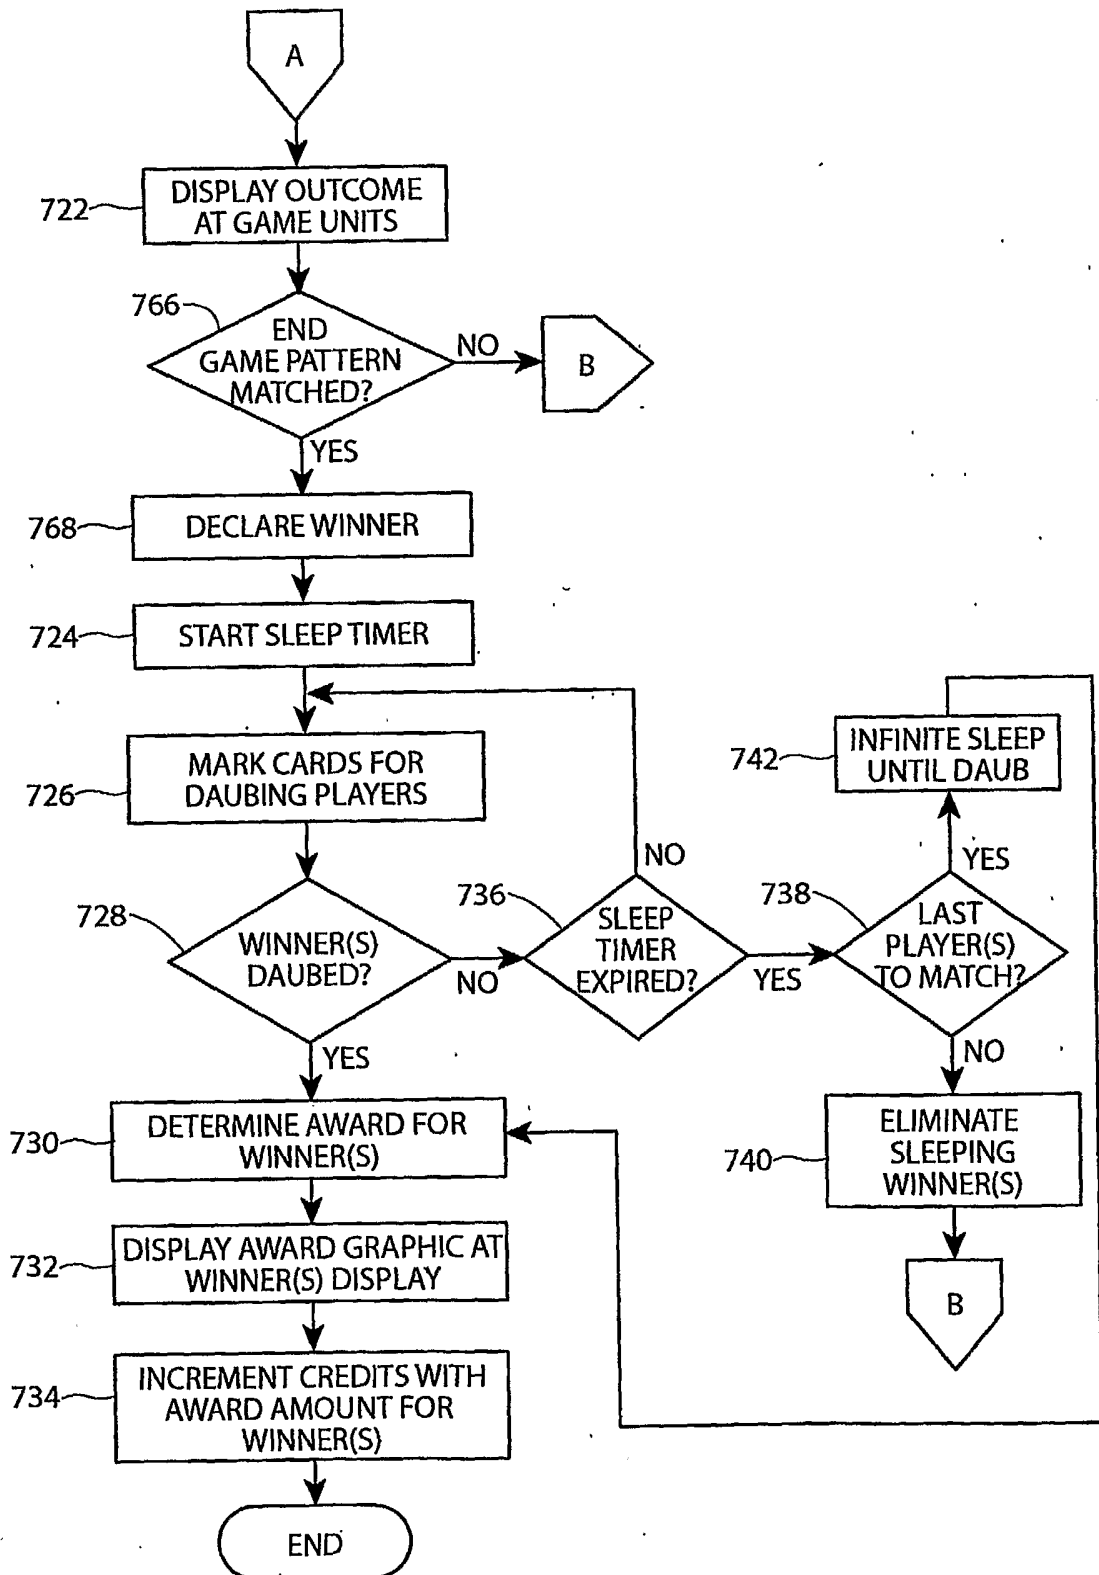 A
722
DISPLAY OUTCOME
AT GAME UNITS
766
END
GAME PATTERN
MATCHED?
NO
B
YES
768
DECLARE WINNER
724
START SLEEP TIMER
726
MARK CARDS FOR
DAUBING PLAYERS
742
INFINITE SLEEP
UNTIL DAUB
728
WINNER(S)
DAUBED?
NO
736
SLEEP
TIMER
EXPIRED?
NO
YES
738
LAST
PLAYER(S)
TO MATCH?
YES
NO
YES
730
DETERMINE AWARD FOR
WINNER(S)
740
ELIMINATE
SLEEPING
WINNER(S)
732
DISPLAY AWARD GRAPHIC AT
WINNER(S) DISPLAY
B
734
INCREMENT CREDITS WITH
AWARD AMOUNT FOR
WINNER(S)
END